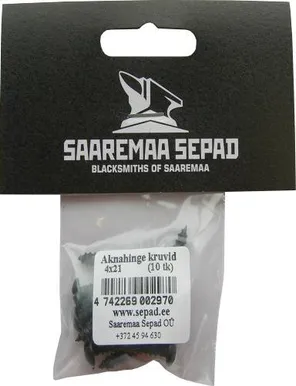 SAAREMAA SEPAD
BLACKSMITHS OF SAAREMAA
Aknahinge kruvid
4x21 (10 tk)
4 742269 002970
www.sepad.ee
Saaremaa Sepad OÜ
+372 45 94 630